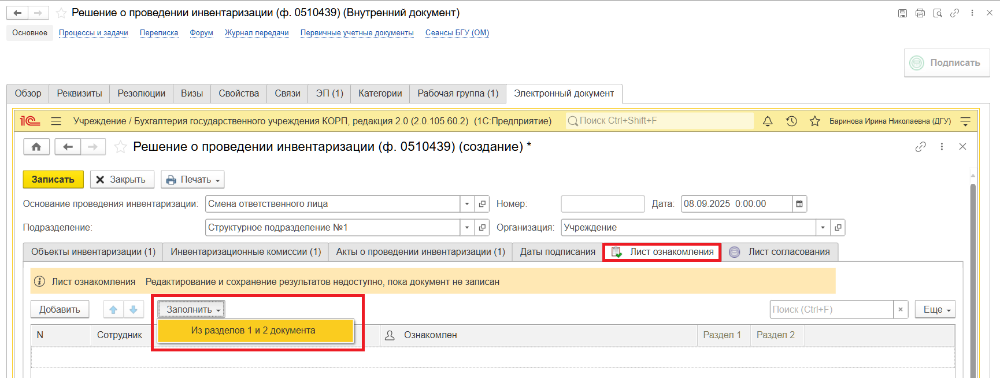 Решение о проведении инвентаризации (ф. 0510439) (Внутренний документ)
Основное Процессы и задачи Переписка Форум Журнал передачи Первичные учетные документы Сеансы БГУ (ОМ)
Подписать
Обзор Реквизиты Резолюции Визы Свойства Связи ЭП (1) Категории Рабочая группа (1) Электронный документ
1С Учреждение / Бухгалтерия государственного учреждения КОРП, редакция 2.0 (2.0.105.60.2) (1С:Предприятие) Поиск Ctrl+Shift+F Баринова Ирина Николаевна (ДГУ)
Решение о проведении инвентаризации (ф. 0510439) (создание) *
Записать Закрыть Печать
Основание проведения инвентаризации: Смена ответственного лица Номер: Дата: 08.09.2025 0:00:00
Подразделение: Структурное подразделение №1 Организация: Учреждение
Объекты инвентаризации (1) Инвентаризационные комиссии (1) Акты о проведении инвентаризации (1) Даты подписания Лист ознакомления Лист согласования
Лист ознакомления Редактирование и сохранение результатов недоступно, пока документ не записан
Добавить Заполнить Поиск (Ctrl+F) × Еще
Из разделов 1 и 2 документа
N Сотрудник Ознакомлен Раздел 1 Раздел 2